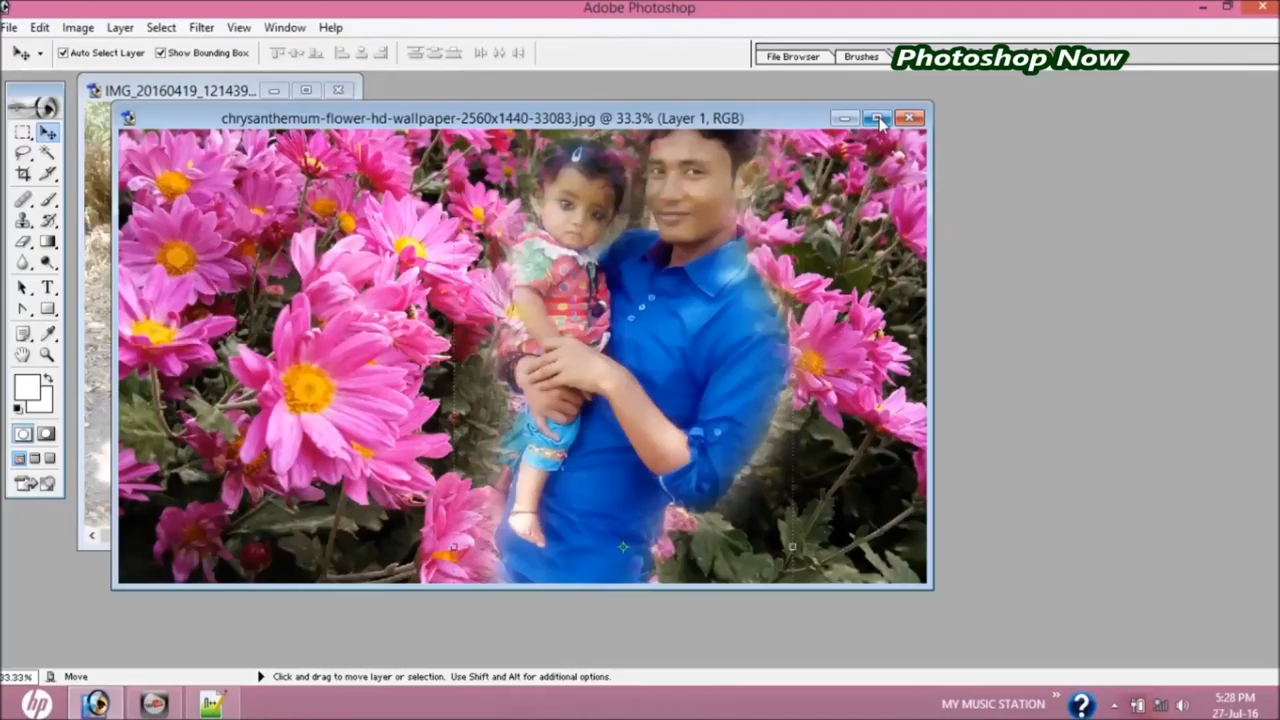 Adobe Photoshop
File Edit Image Layer Select Filter View Window Help
Auto Select Layer Show Bounding Box File Browser Brushes
Photoshop Now
IMG_20160419_121439...
chrysanthemum-flower-hd-wallpaper-2560x1440-33083.jpg @ 33.3% (Layer 1, RGB)
T
33.33% Move Click and drag to move layer or selection. Use Shift and Alt for additional options.
hp MY MUSIC STATION » ? 5:28 PM
27-Jul-16